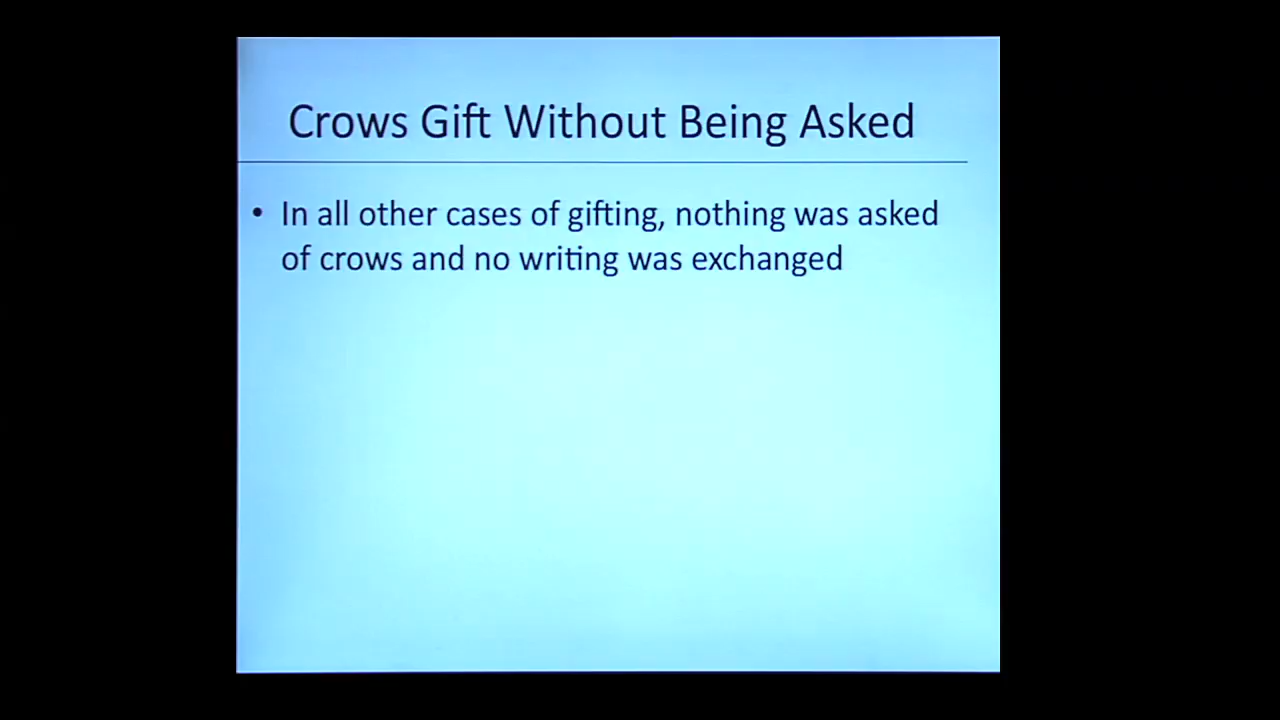 Crows Gift Without Being Asked
• In all other cases of gifting, nothing was asked
of crows and no writing was exchanged